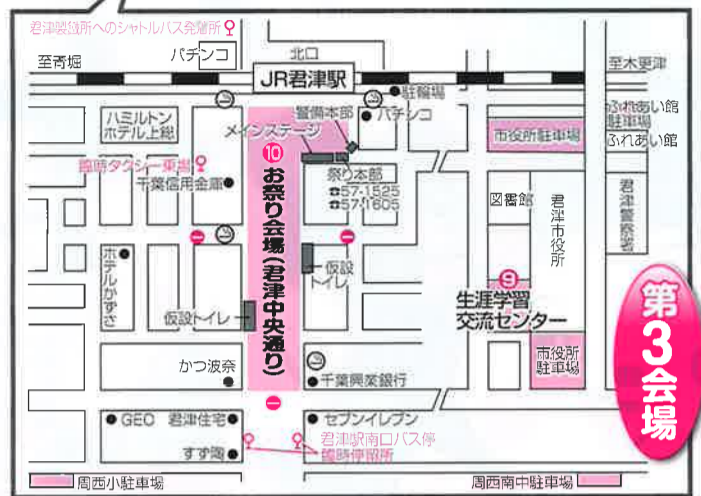 君津製鐵所へのシャトルバス発着所
パチンコ
北口
至青堀
JR君津駅
至木更津
駐輪場
ハミルトン
ホテル上総
警備本部
パチンコ
メインステージ
市役所駐車場
ふれあい館
駐車場
ふれあい館
臨時タクシー乗場
千葉信用金庫
⑩
お祭り会場(君津中央通り)
祭り本部
☎57-1525
☎57-1605
図書館
君津市役所
君津警察署
ホテルかずさ
仮設
トイレ
仮設トイレ
⑨
生涯学習
交流センター
市役所
駐車場
第3会場
かつ波奈
千葉興業銀行
GEO
君津住宅
セブンイレブン
すず陶
君津駅南口バス停
臨時停留所
周西小駐車場
周西南中駐車場